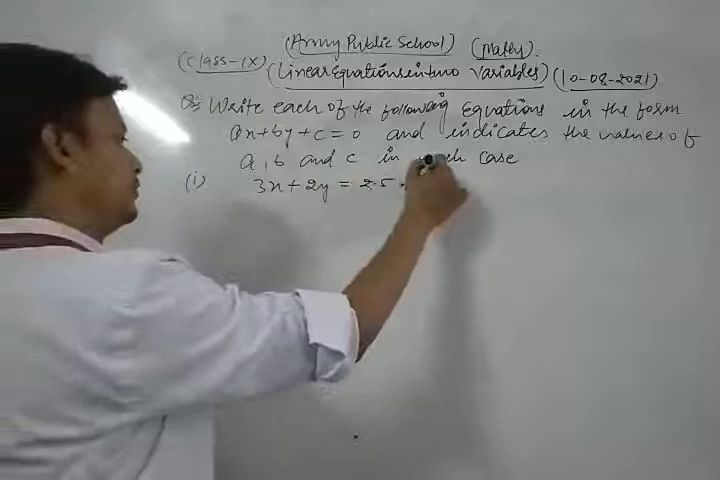 (Army Public School) (Maths).
(Class-IX) (Linear Equations in two Variables) (10-08-2021)
Q: Write each of the following Equations in the form
ax+by+c=0 and indicates the values of
a, b and c in case
(i) 3x+2y = 2.5